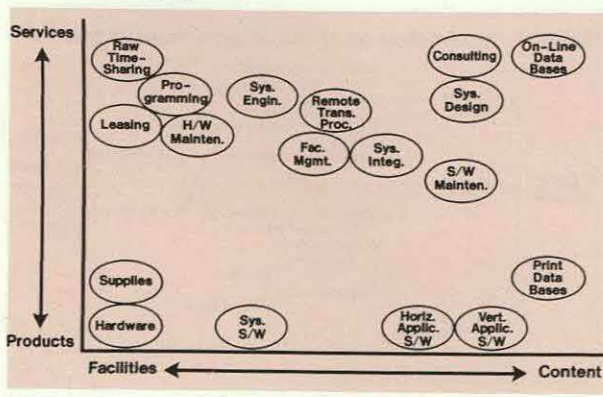 Services
Raw
Time-
Sharing
Pro-
gramming
Sys.
Engin.
Remote
Trans.
Proc.
Consulting
On-Line
Data
Bases
Sys.
Design
Leasing
H/W
Mainten.
Fac.
Mgmt.
Sys.
Integ.
S/W
Mainten.
Supplies
Print
Data
Bases
Hardware
Sys.
S/W
Horiz.
Applic.
S/W
Vert.
Applic.
S/W
Products
Facilities
Content